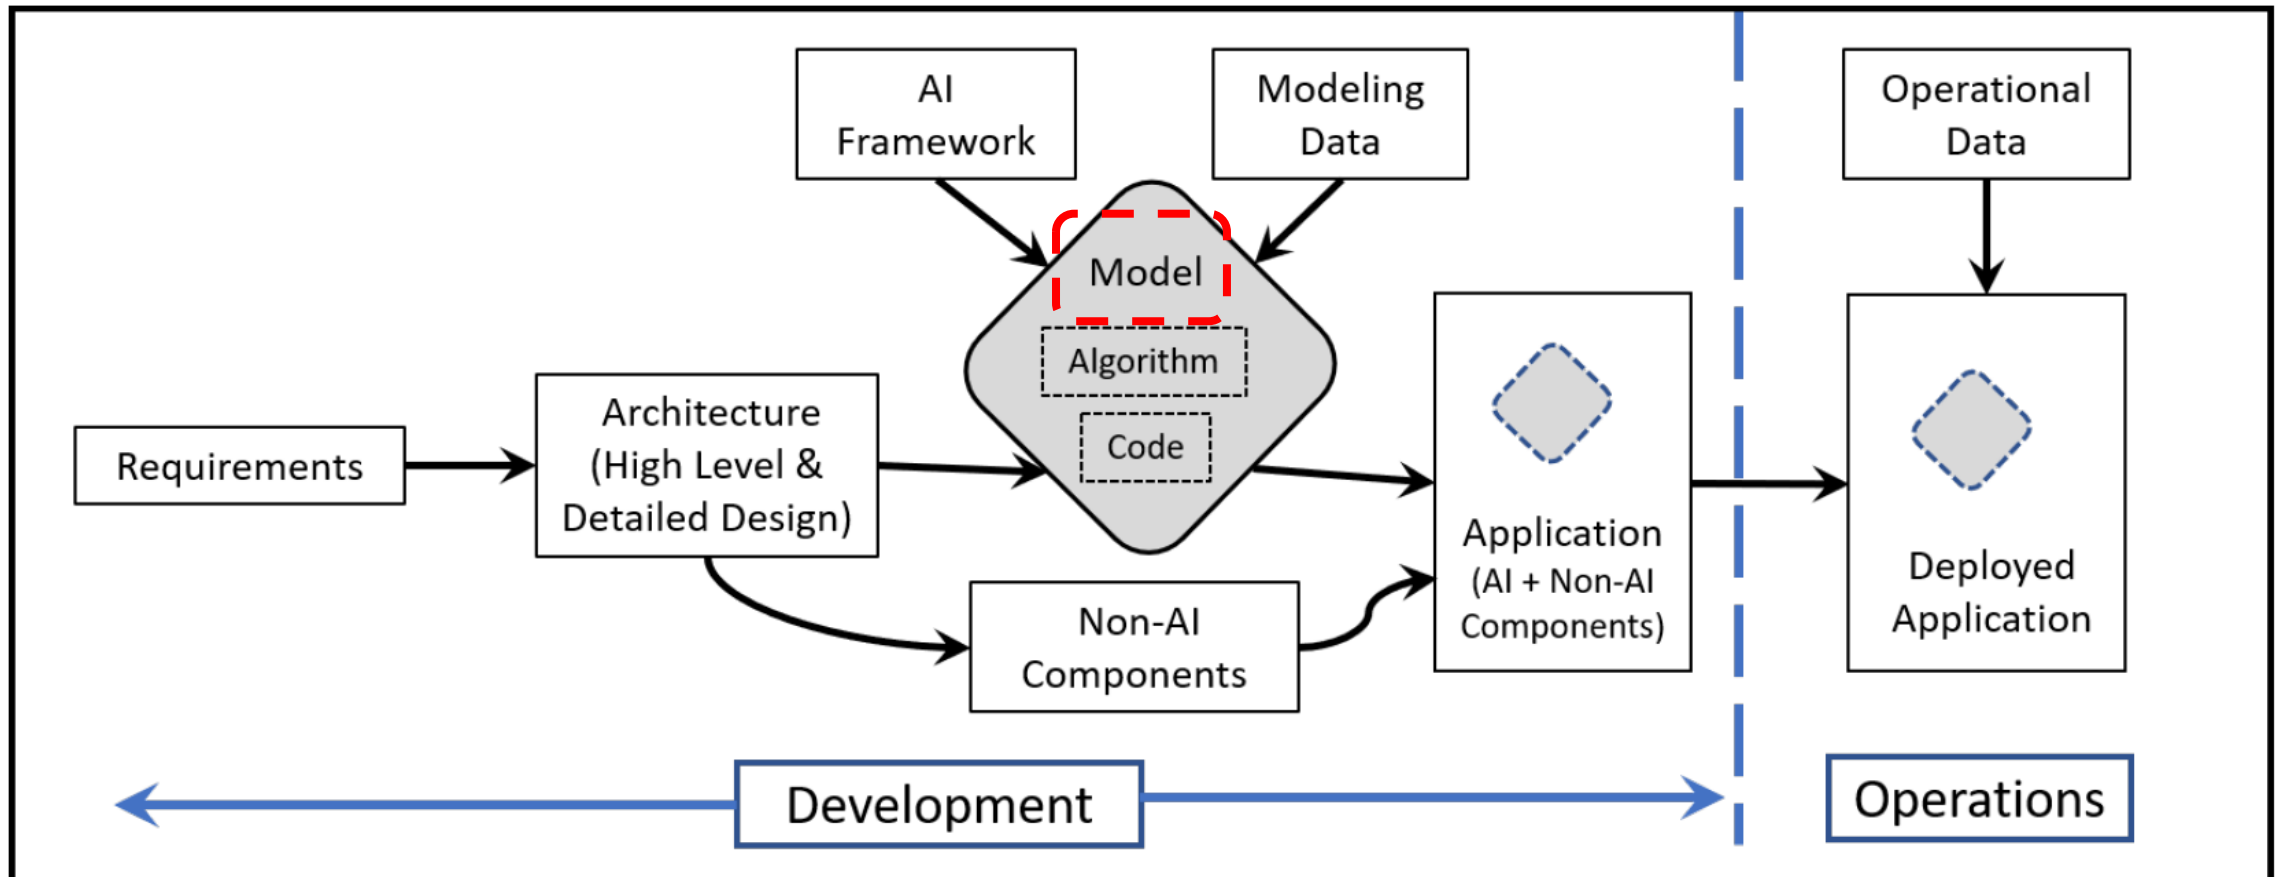 AI
Framework
Modeling
Data
Operational
Data
Model
Algorithm
Code
Requirements
Architecture
(High Level &
Detailed Design)
Non-AI
Components
Application
(AI + Non-AI
Components)
Deployed
Application
Development
Operations